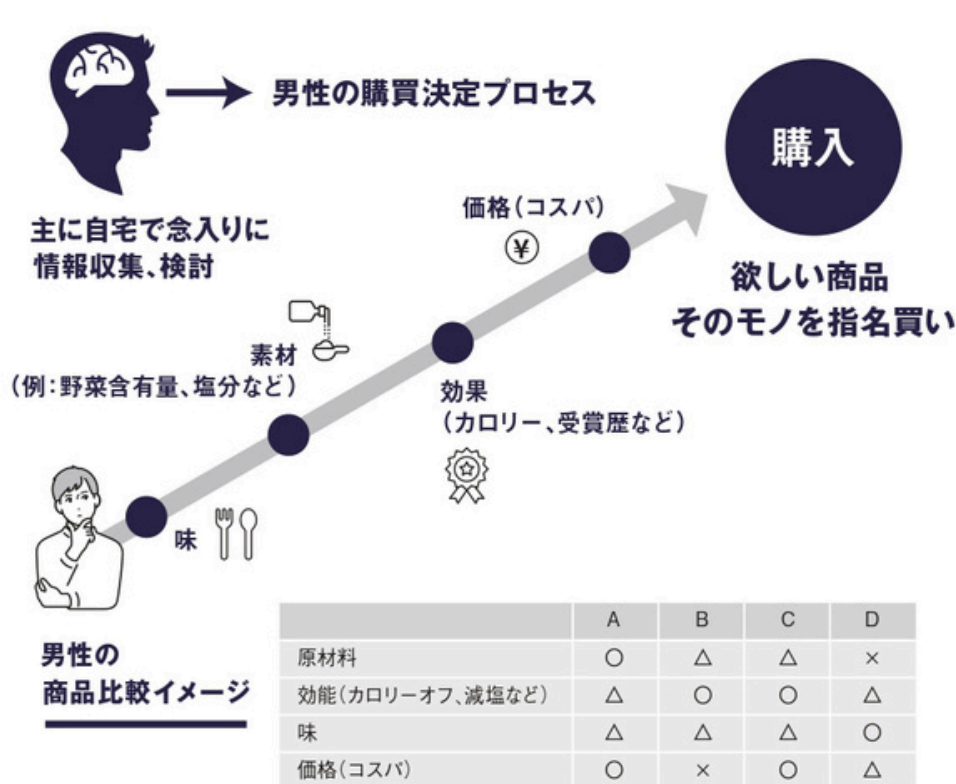 男性の購買決定プロセス
購入
主に自宅で念入りに
情報収集、検討
価格（コスパ）
¥
欲しい商品
そのモノを指名買い
素材
（例：野菜含有量、塩分など）
効果
（カロリー、受賞歴など）
味
男性の
商品比較イメージ
A B C D
原材料 ○ △ △ ×
効能（カロリーオフ、減塩など） △ ○ ○ △
味 △ △ △ ○
価格（コスパ） ○ × ○ △